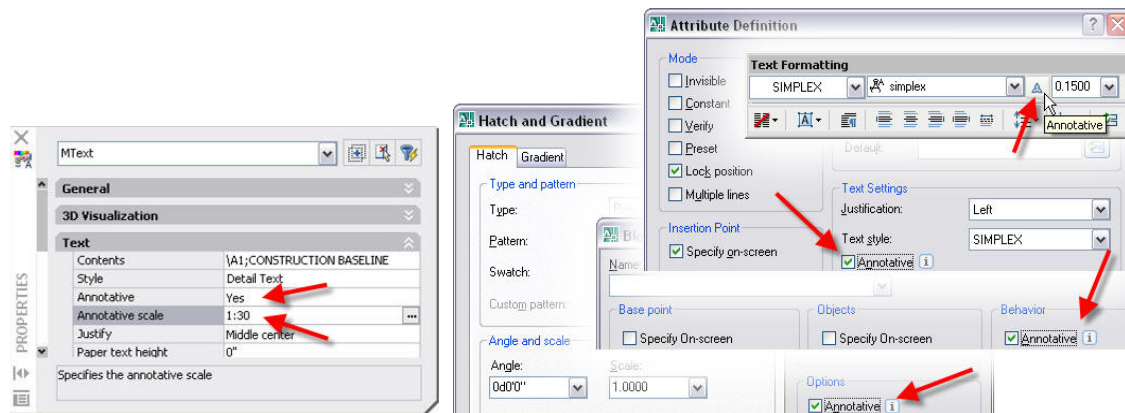 MText
General
3D Visualization
Text
Contents \A1;CONSTRUCTION BASELINE
Style Detail Text
Annotative Yes
Annotative scale 1:30
Justify Middle center
Paper text height 0"
Specifies the annotative scale
PROPERTIES
Hatch and Gradient
Hatch Gradient
Type and pattern
Type:
Pattern:
Swatch:
Custom pattern:
Angle and scale
Angle: Scale:
0d0'0" 1.0000
Name:
Base point Objects Behavior
Specify On-screen Specify On-screen Annotative
Options
Annotative
Attribute Definition
Mode
Invisible
Constant
Verify
Preset
Lock position
Multiple lines
Insertion Point
Specify on-screen
Text Formatting
SIMPLEX simplex 0.1500
Annotative
Default:
Text Settings
Justification: Left
Text style: SIMPLEX
Annotative